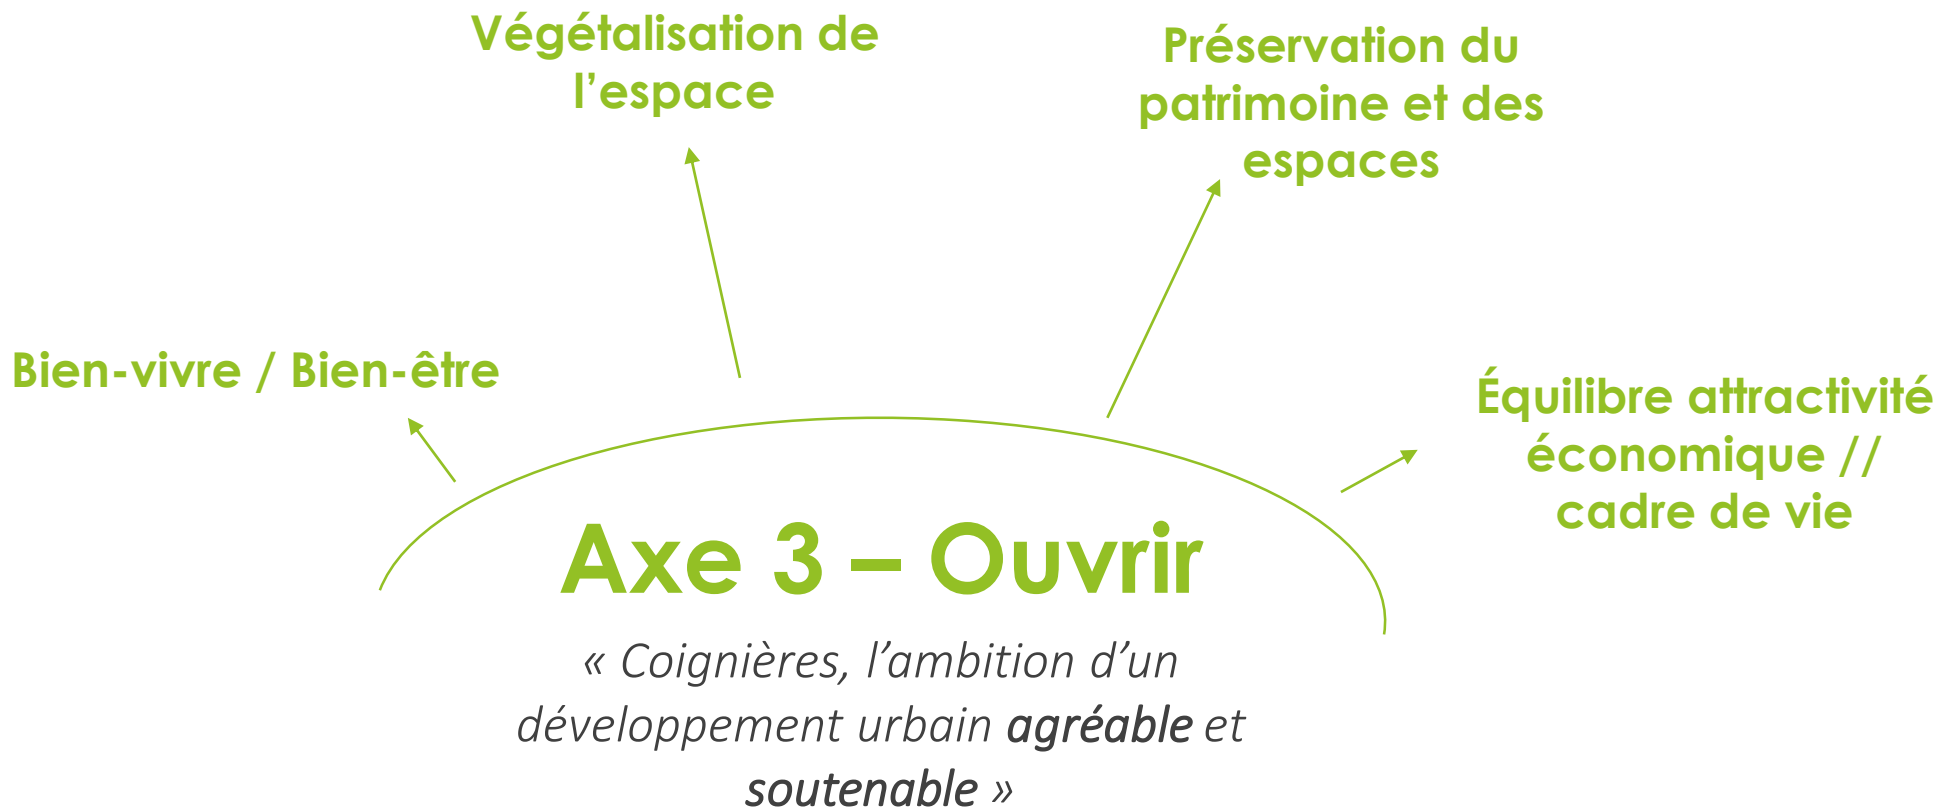 Végétalisation de
l’espace
Préservation du
patrimoine et des
espaces
Bien-vivre / Bien-être
Équilibre attractivité
économique //
cadre de vie
Axe 3 – Ouvrir
« Coignières, l’ambition d’un
développement urbain agréable et
soutenable »